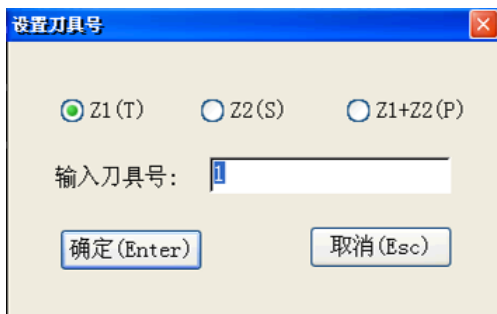 设置刀具号
Z1(T) Z2(S) Z1+Z2(P)
输入刀具号: 1
确定(Enter) 取消(Esc)